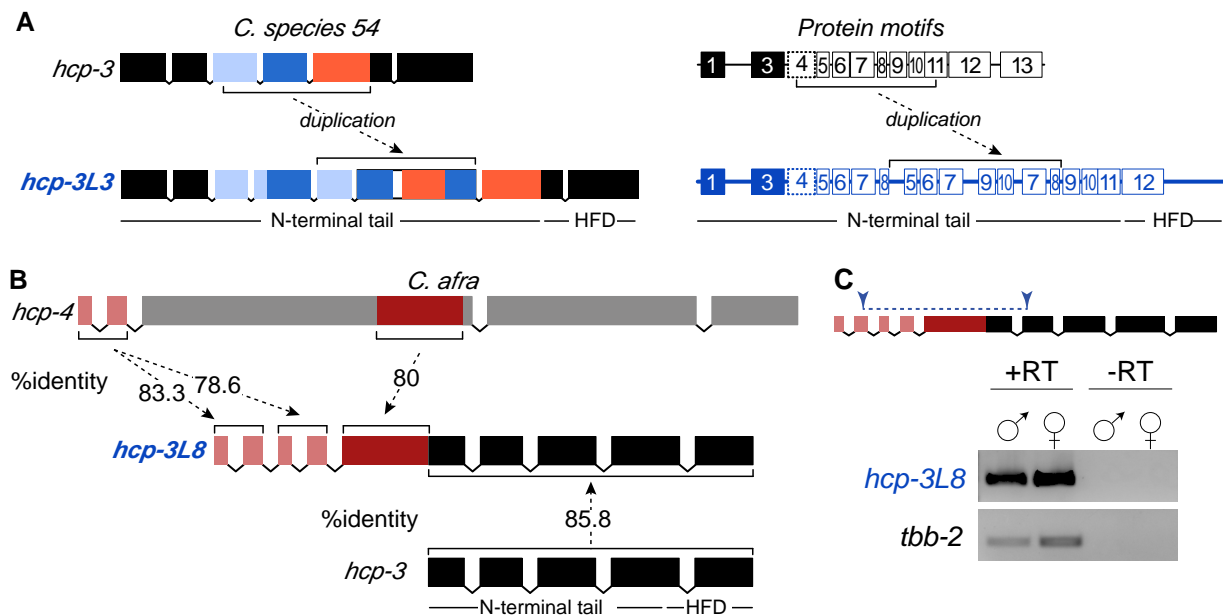 A
C. species 54
Protein motifs
hcp-3
1 3 4 5 6 7 8 9 10 11 12 13
duplication
duplication
hcp-3L3
1 3 4 5 6 7 8 5 6 7 9 10 7 8 9 10 11 12
N-terminal tail HFD
N-terminal tail HFD
B
C. afra
hcp-4
%identity
83.3
78.6
80
hcp-3L8
%identity
85.8
hcp-3
N-terminal tail HFD
C
+RT -RT
♂ ♀ ♂ ♀
hcp-3L8
tbb-2